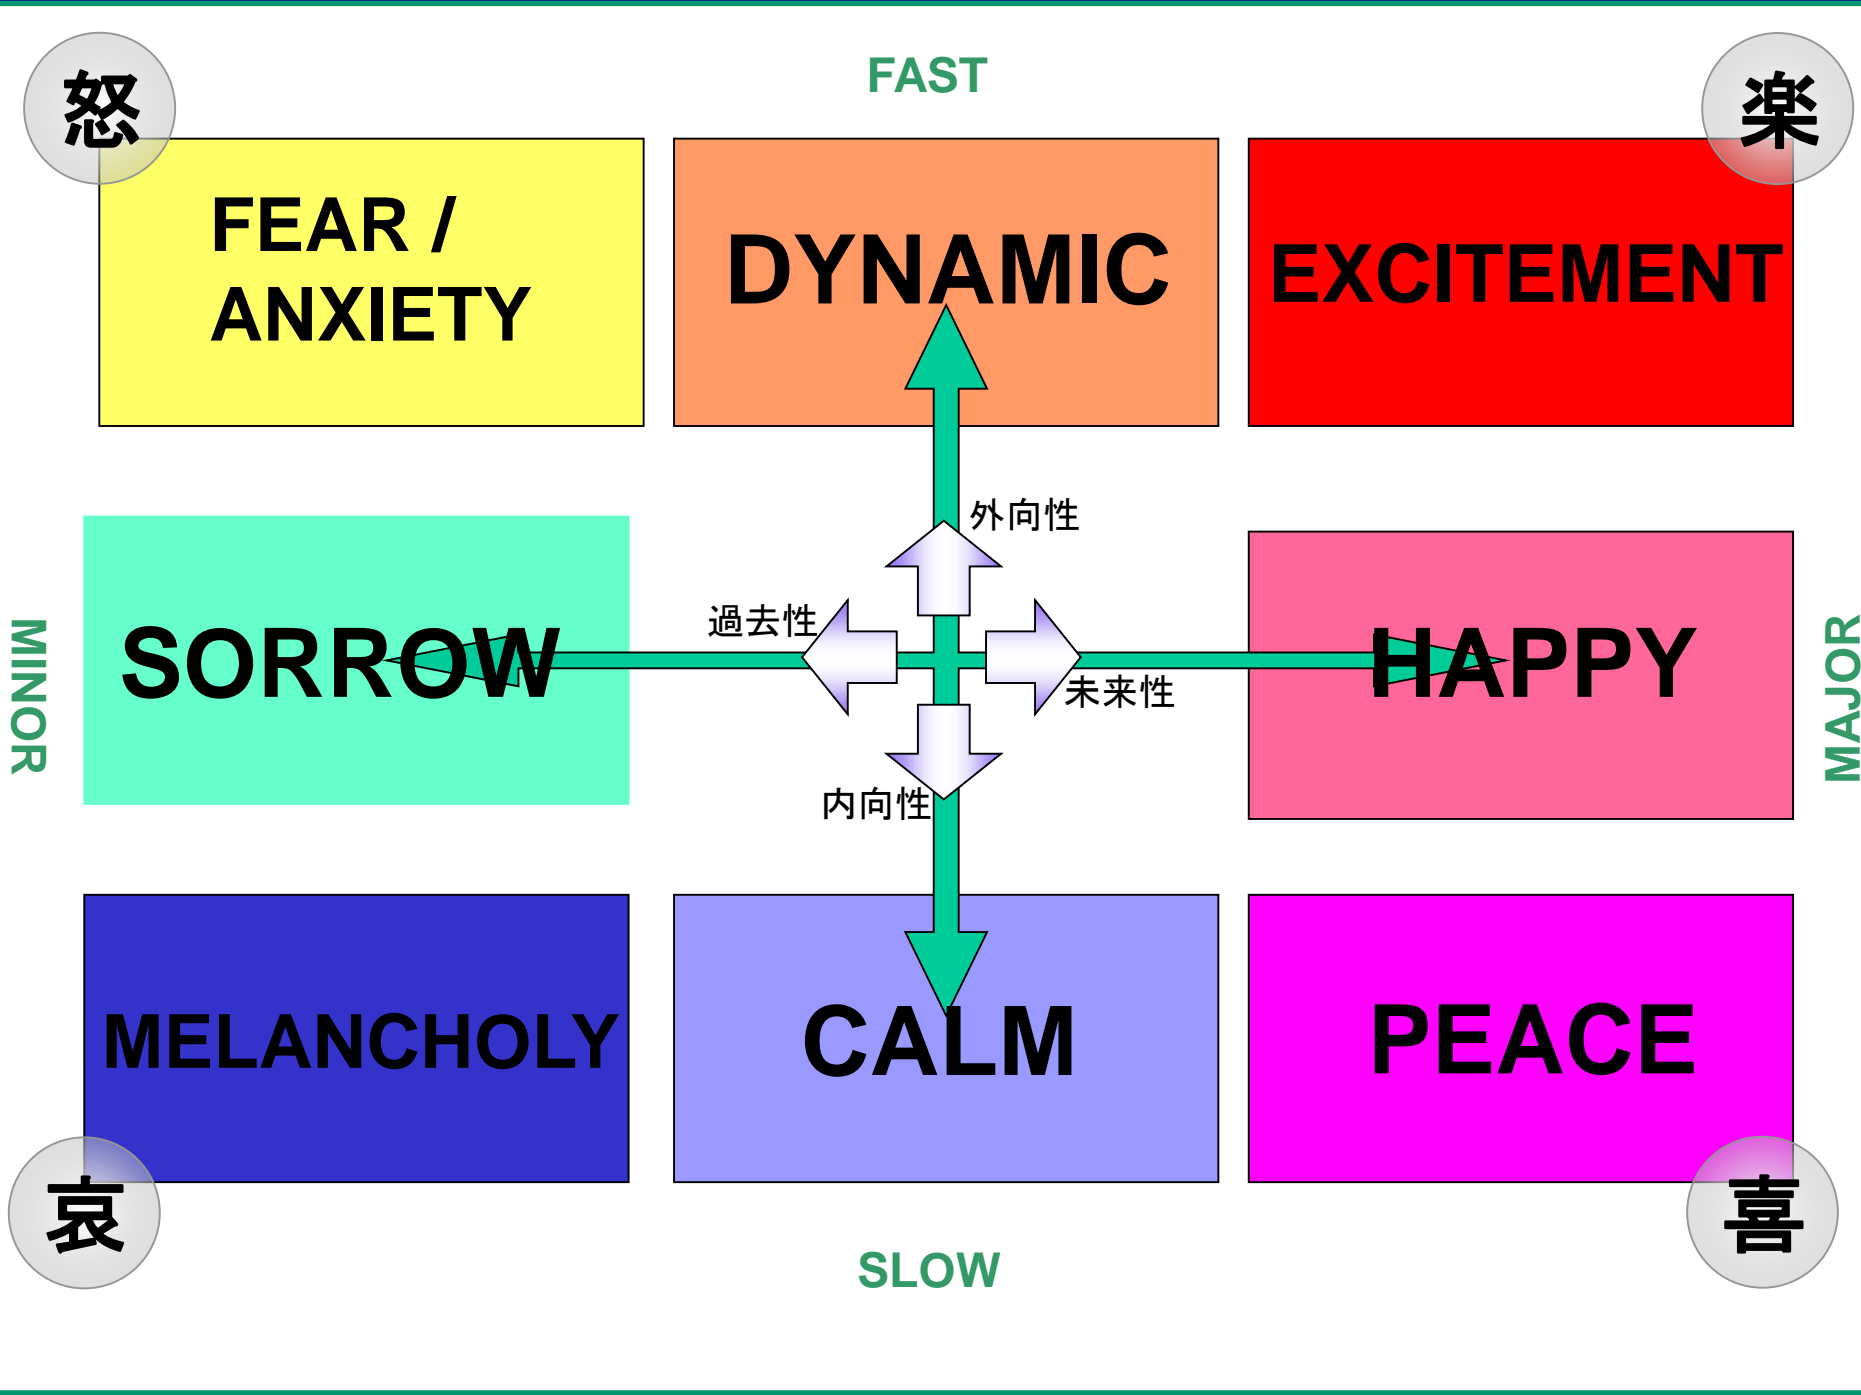 怒
FAST
楽
FEAR /
ANXIETY
DYNAMIC
EXCITEMENT
外向性
過去性
MINOR
SORROW
HAPPY
MAJOR
未来性
内向性
MELANCHOLY
CALM
PEACE
哀
SLOW
喜